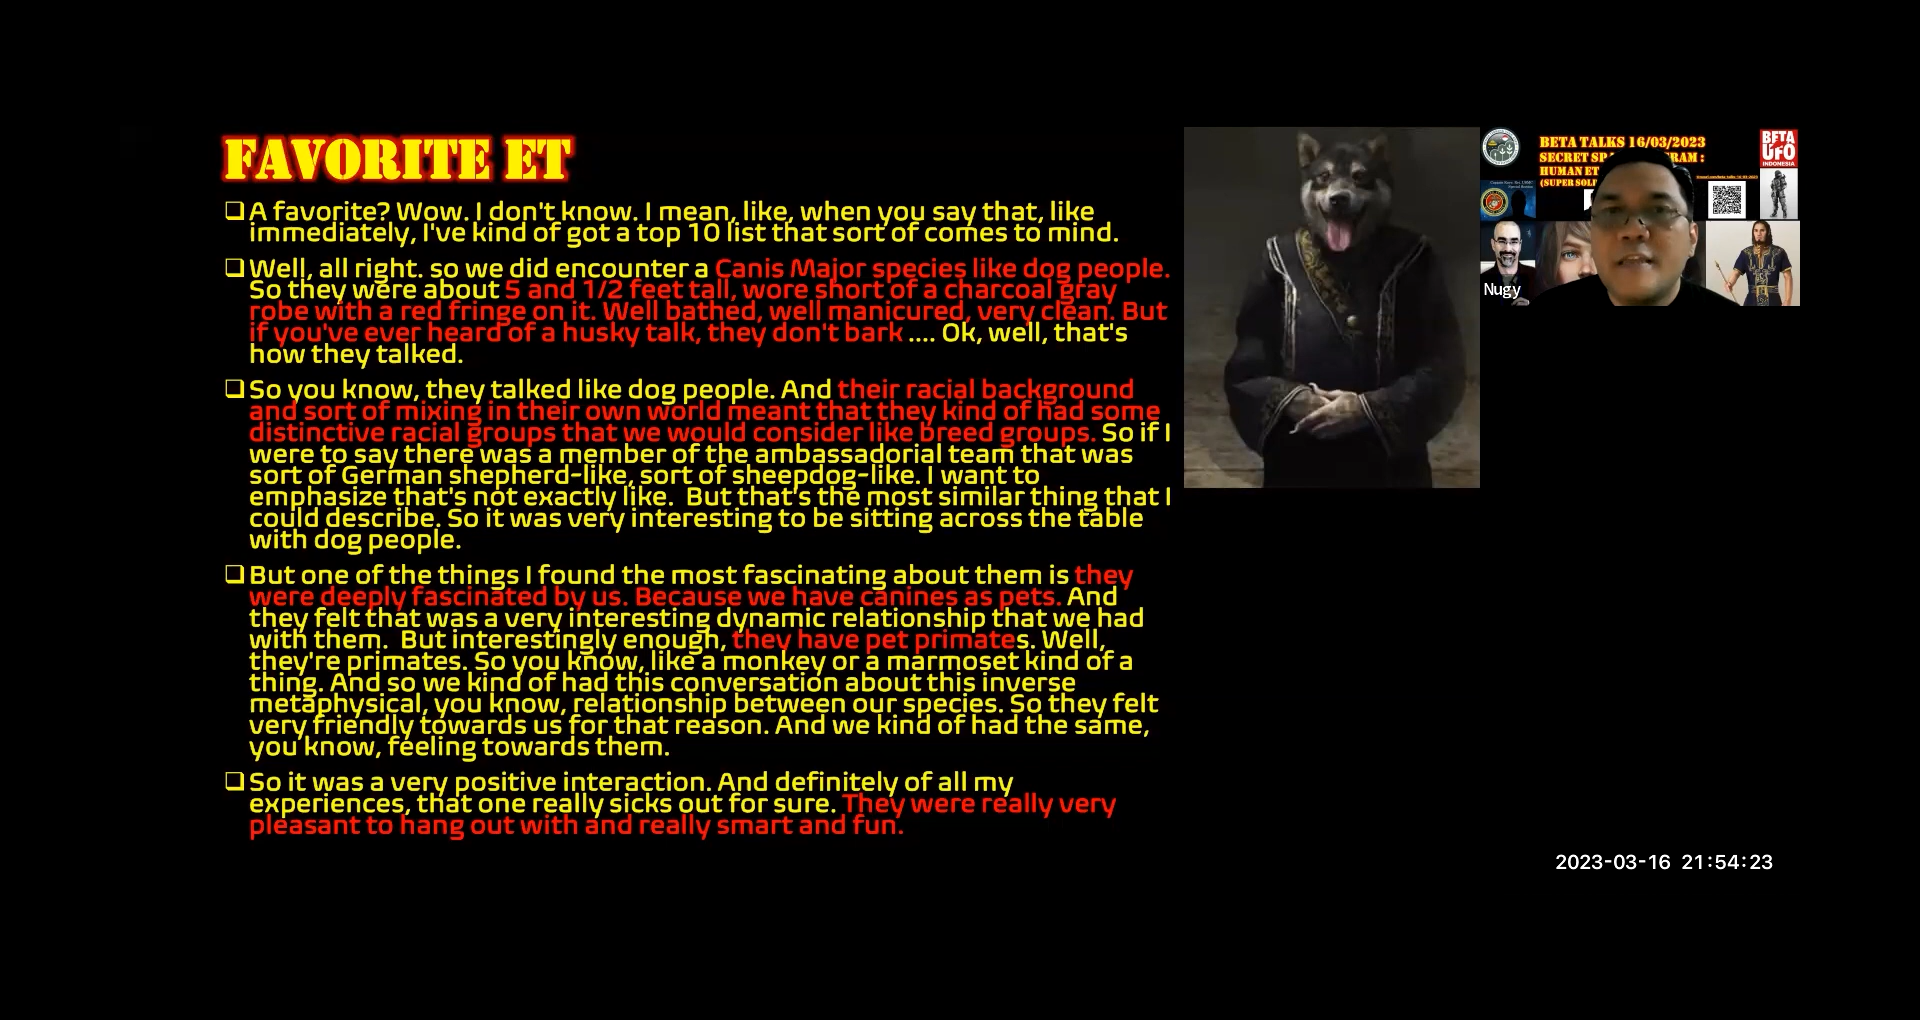 FAVORITE ET
❑ A favorite? Wow. I don't know. I mean, like, when you say that, like
immediately, I've kind of got a top 10 list that sort of comes to mind.
❑ Well, all right. so we did encounter a Canis Major species like dog people.
So they were about 5 and 1/2 feet tall, wore short of a charcoal gray
robe with a red fringe on it. Well bathed, well manicured, very clean. But
if you've ever heard of a husky talk, they don't bark .... Ok, well, that's
how they talked.
❑ So you know, they talked like dog people. And their racial background
and sort of mixing in their own world meant that they kind of had some
distinctive racial groups that we would consider like breed groups. So if I
were to say there was a member of the ambassadorial team that was
sort of German shepherd-like, sort of sheepdog-like. I want to
emphasize that's not exactly like.  But that's the most similar thing that I
could describe. So it was very interesting to be sitting across the table
with dog people.
❑ But one of the things I found the most fascinating about them is they
were deeply fascinated by us. Because we have canines as pets. And
they felt that was a very interesting dynamic relationship that we had
with them.  But interestingly enough, they have pet primates. Well,
they're primates. So you know, like a monkey or a marmoset kind of a
thing. And so we kind of had this conversation about this inverse
metaphysical, you know, relationship between our species. So they felt
very friendly towards us for that reason. And we kind of had the same,
you know, feeling towards them.
❑ So it was a very positive interaction. And definitely of all my
experiences, that one really sicks out for sure. They were really very
pleasant to hang out with and really smart and fun.
BETA TALKS 16/03/2023
SECRET RAM :
HUMAN ET
(SUPER
BETA
UFO
INDONESIA
Nugy
2023-03-16 21:54:23